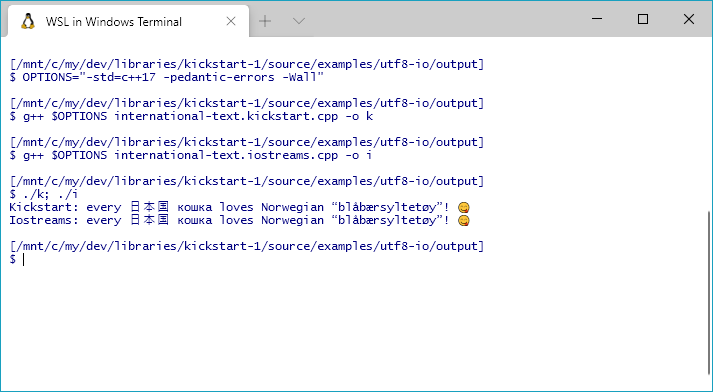 WSL in Windows Terminal
[/mnt/c/my/dev/libraries/kickstart-1/source/examples/utf8-io/output]
$ OPTIONS="-std=c++17 -pedantic-errors -Wall"
[/mnt/c/my/dev/libraries/kickstart-1/source/examples/utf8-io/output]
$ g++ $OPTIONS international-text.kickstart.cpp -o k
[/mnt/c/my/dev/libraries/kickstart-1/source/examples/utf8-io/output]
$ g++ $OPTIONS international-text.iostreams.cpp -o i
[/mnt/c/my/dev/libraries/kickstart-1/source/examples/utf8-io/output]
$ ./k; ./i
Kickstart: every 日本国 кошка loves Norwegian “blåbærsyltetøy”! 😋
Iostreams: every 日本国 кошка loves Norwegian “blåbærsyltetøy”! 😋
[/mnt/c/my/dev/libraries/kickstart-1/source/examples/utf8-io/output]
$